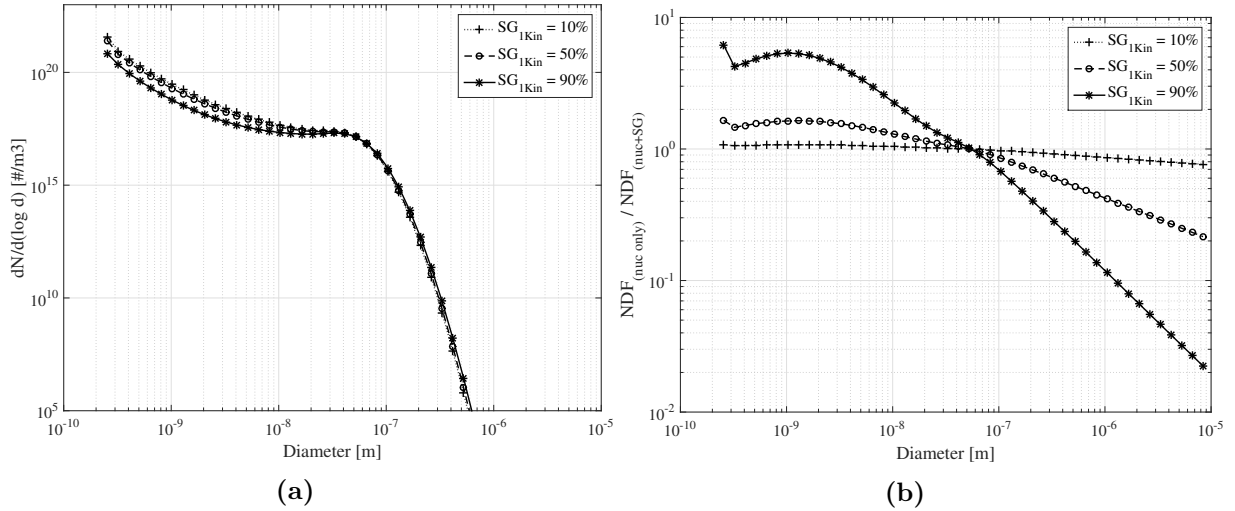 10^20
10^15
10^10
10^5
dN/d(log d) [#/m3]
10^-10
10^-9
10^-8
10^-7
10^-6
10^-5
Diameter [m]
SG_1Kin = 10%
SG_1Kin = 50%
SG_1Kin = 90%
(a)
10^1
10^0
10^-1
10^-2
NDF_(nuc only) / NDF_(nuc+SG)
10^-10
10^-9
10^-8
10^-7
10^-6
10^-5
Diameter [m]
SG_1Kin = 10%
SG_1Kin = 50%
SG_1Kin = 90%
(b)